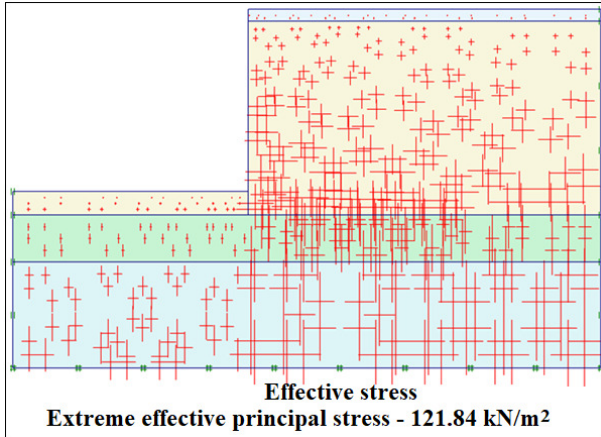 Effective stress
Extreme effective principal stress - 121.84 kN/m²